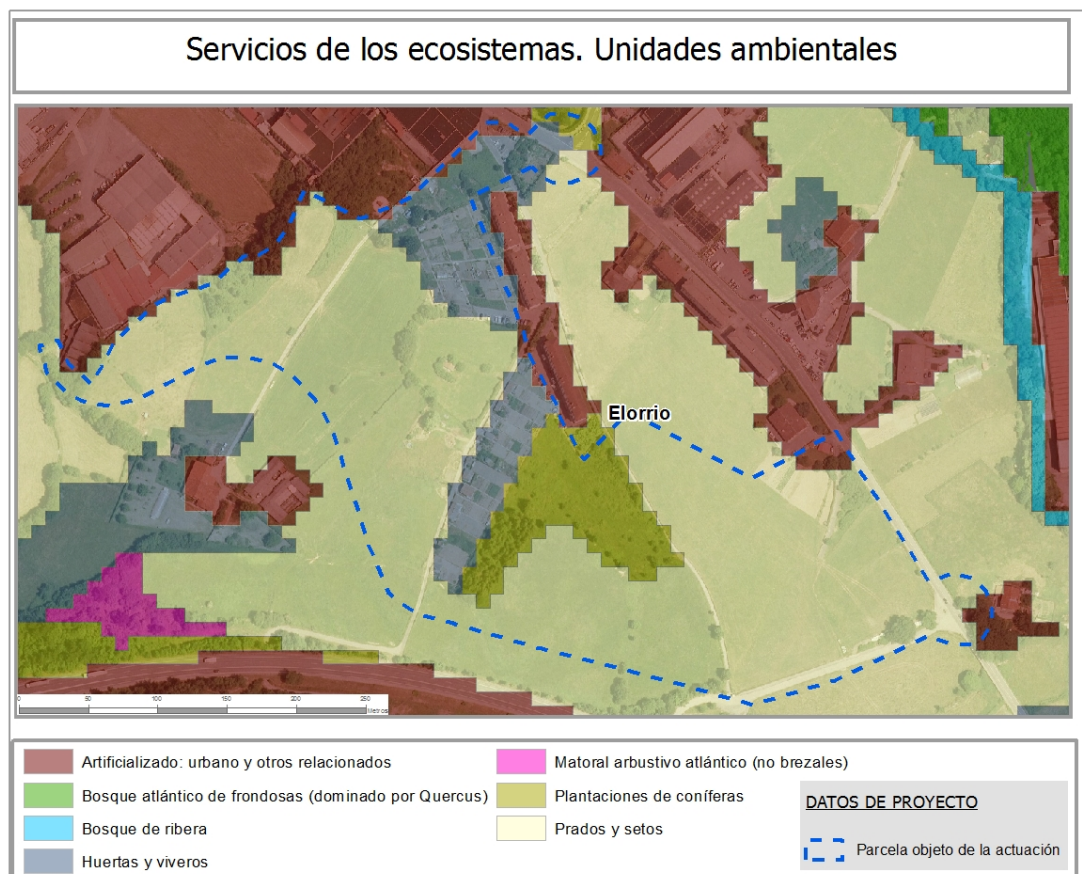 Servicios de los ecosistemas. Unidades ambientales
Elorrio
0 50 100 150 200 250
Metros
Artificializado: urbano y otros relacionados
Bosque atlántico de frondosas (dominado por Quercus)
Bosque de ribera
Huertas y viveros
Matoral arbustivo atlántico (no brezales)
Plantaciones de coníferas
Prados y setos
DATOS DE PROYECTO
Parcela objeto de la actuación